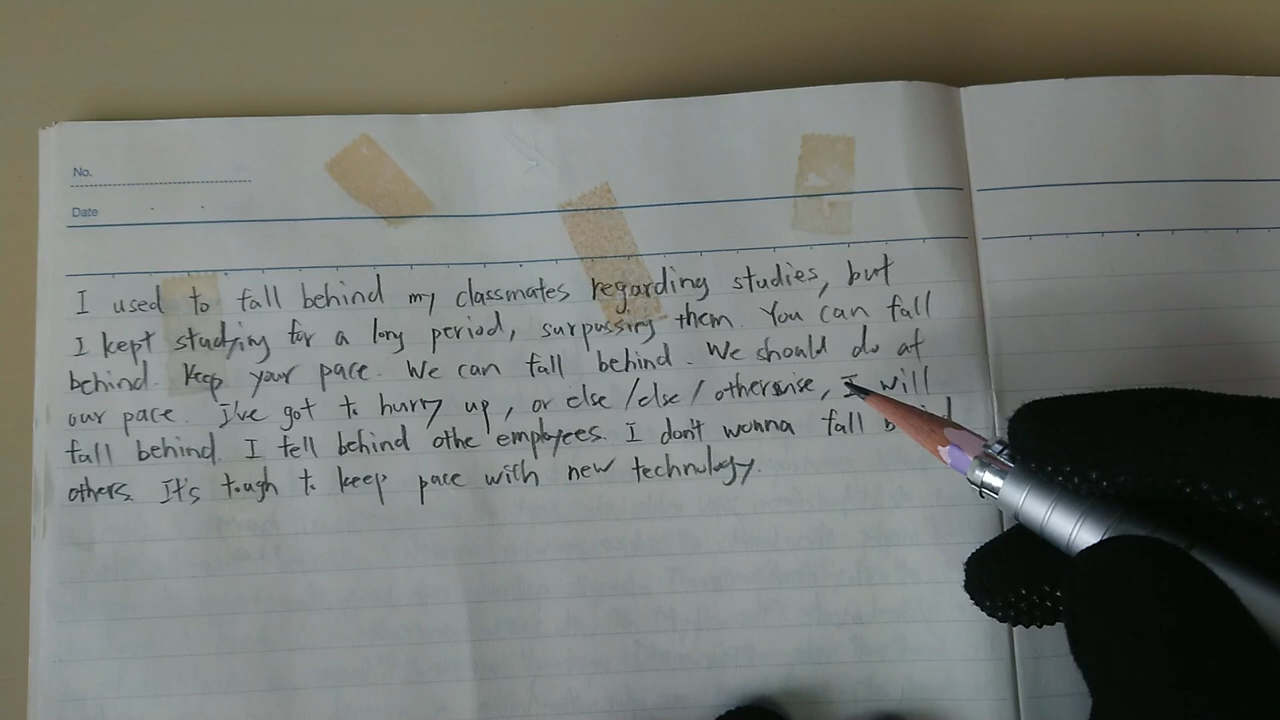 No.
Date
I used to fall behind my classmates regarding studies, but
I kept studying for a long period, surpassing them. You can fall
behind. Keep your pace. We can fall behind. We should do at
our pace. I've got to hurry up, or else/else/otherwise, I will
fall behind. I fell behind othe employees. I don't wanna fall
others. It's tough to keep pace with new technology.